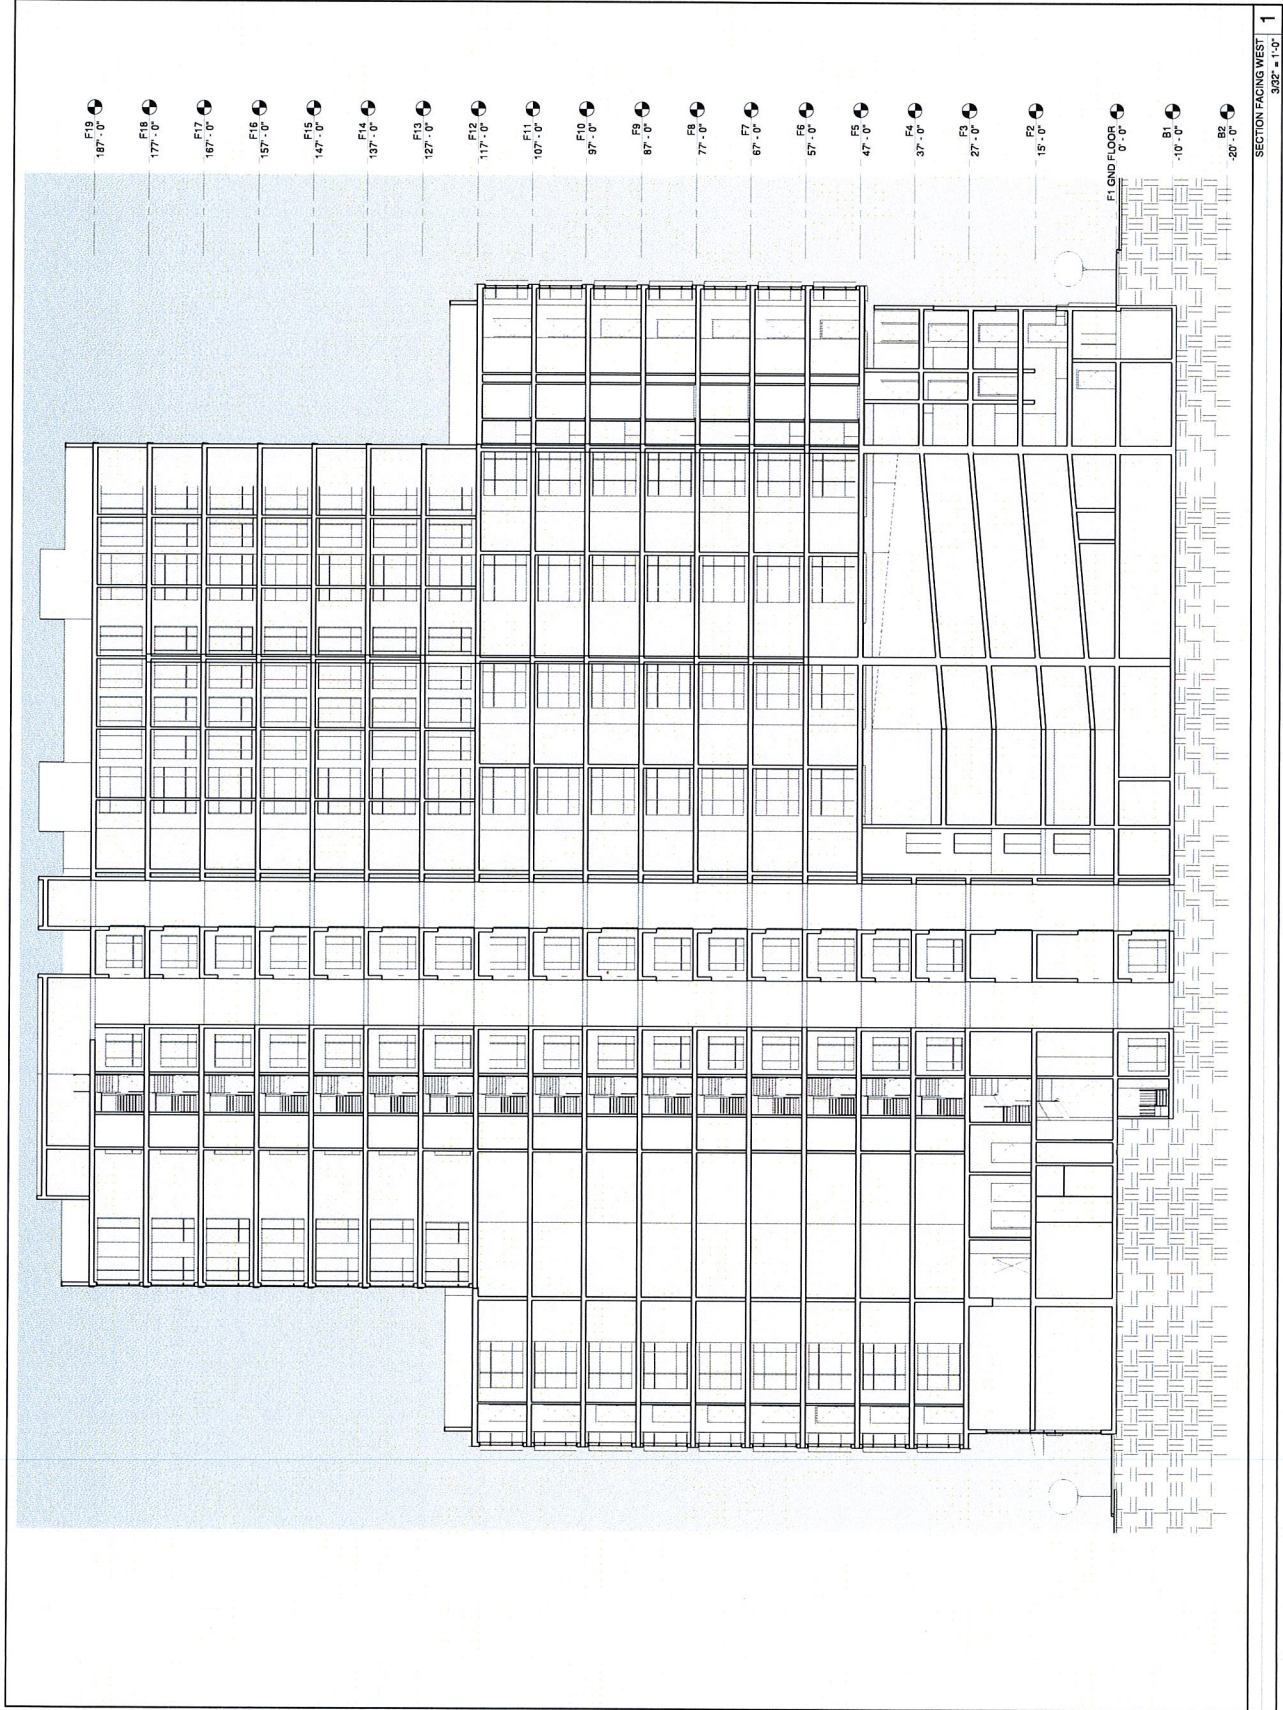 F19
187' - 0"
F18
177' - 0"
F17
167' - 0"
F16
157' - 0"
F15
147' - 0"
F14
137' - 0"
F13
127' - 0"
F12
117' - 0"
F11
107' - 0"
F10
97' - 0"
F9
87' - 0"
F8
77' - 0"
F7
67' - 0"
F6
57' - 0"
F5
47' - 0"
F4
37' - 0"
F3
27' - 0"
F2
15' - 0"
F1 GND FLOOR
0' - 0"
B1
-10' - 0"
B2
-20' - 0"
SECTION FACING WEST
3/32" = 1'-0"
1